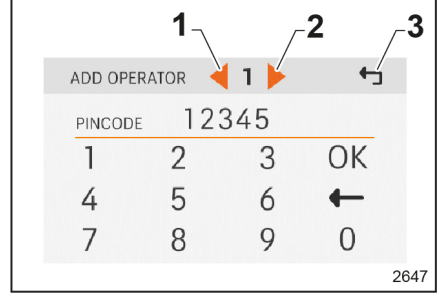 1 2 3
ADD OPERATOR 1
PINCODE 12345
1 2 3 OK
4 5 6
7 8 9 0
2647